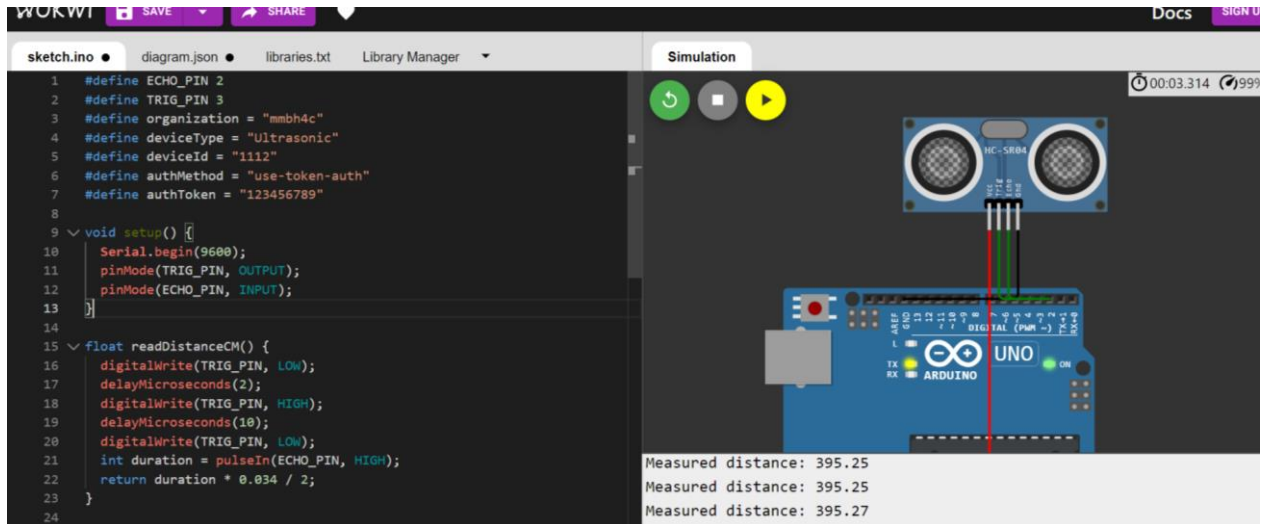 WOKWI SAVE SHARE Docs SIGN U
sketch.ino ● diagram.json ● libraries.txt Library Manager
1 #define ECHO_PIN 2
2 #define TRIG_PIN 3
3 #define organization = "mmbh4c"
4 #define deviceType = "Ultrasonic"
5 #define deviceId = "1112"
6 #define authMethod = "use-token-auth"
7 #define authToken = "123456789"
8
9 void setup() {
10 Serial.begin(9600);
11 pinMode(TRIG_PIN, OUTPUT);
12 pinMode(ECHO_PIN, INPUT);
13 }
14
15 float readDistanceCM() {
16 digitalWrite(TRIG_PIN, LOW);
17 delayMicroseconds(2);
18 digitalWrite(TRIG_PIN, HIGH);
19 delayMicroseconds(10);
20 digitalWrite(TRIG_PIN, LOW);
21 int duration = pulseIn(ECHO_PIN, HIGH);
22 return duration * 0.034 / 2;
23 }
24
Simulation
00:03.314 99%
HC-SR04
Vcc
Trig
Echo
Gnd
AREF
GND
13
12
~11
~10
~9
8
7
~6
~5
4
~3
2
TX→1
RX←0
DIGITAL (PWM ~)
L
TX
RX
UNO
ARDUINO
ON
Measured distance: 395.25
Measured distance: 395.25
Measured distance: 395.27